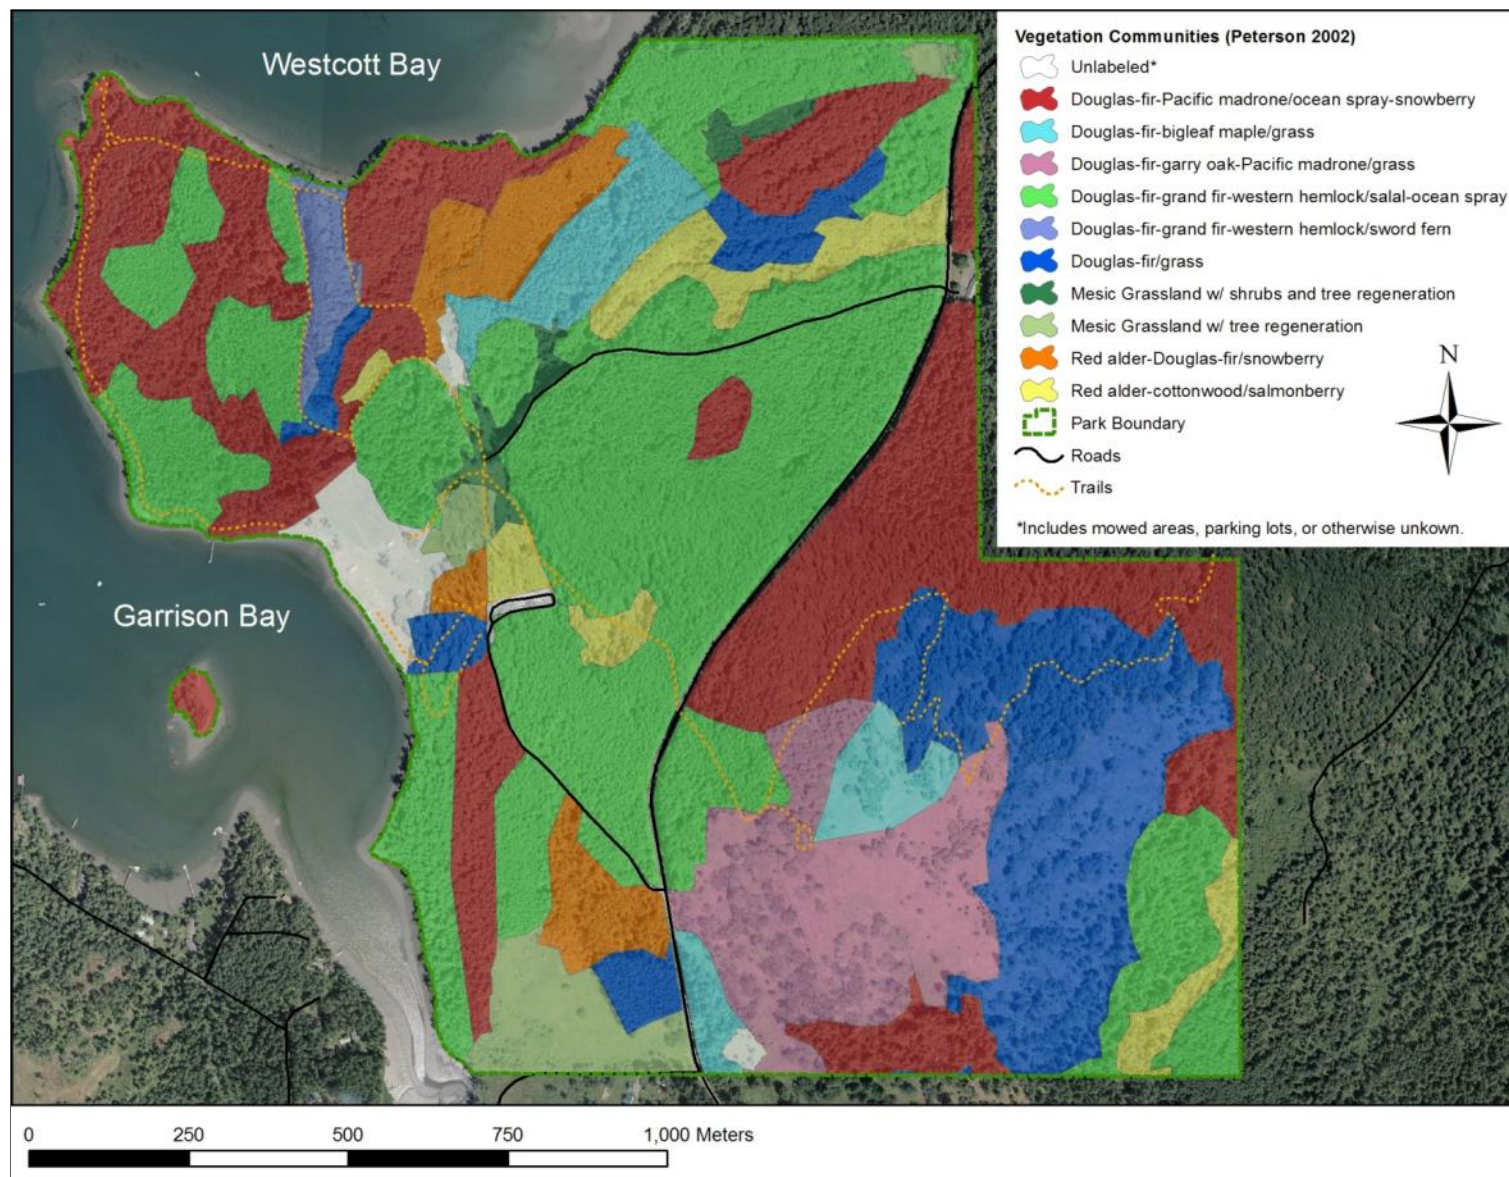 Westcott Bay
Garrison Bay
Vegetation Communities (Peterson 2002)
Unlabeled*
Douglas-fir-Pacific madrone/ocean spray-snowberry
Douglas-fir-bigleaf maple/grass
Douglas-fir-garry oak-Pacific madrone/grass
Douglas-fir-grand fir-western hemlock/salal-ocean spray
Douglas-fir-grand fir-western hemlock/sword fern
Douglas-fir/grass
Mesic Grassland w/ shrubs and tree regeneration
Mesic Grassland w/ tree regeneration
Red alder-Douglas-fir/snowberry
Red alder-cottonwood/salmonberry
Park Boundary
Roads
Trails
N
*Includes mowed areas, parking lots, or otherwise unkown.
0 250 500 750 1,000 Meters